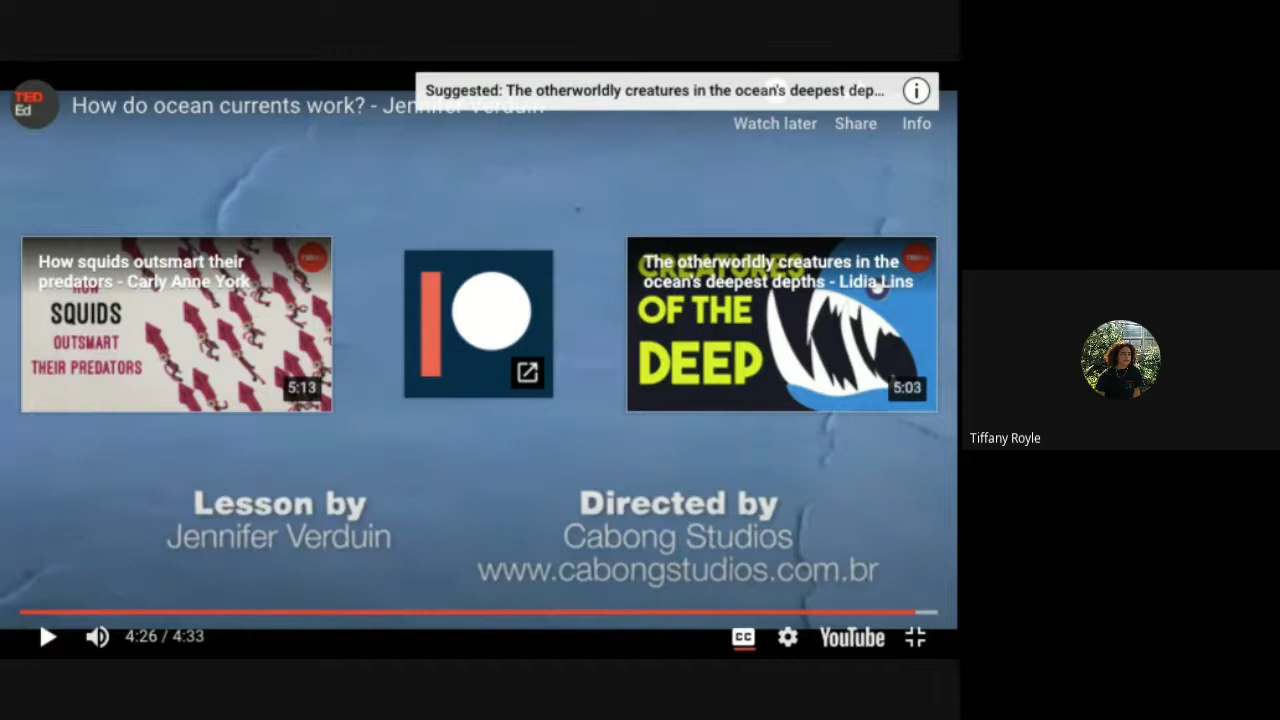 TED
Ed
How do ocean currents work? - Jennifer Verduin
Suggested: The otherworldly creatures in the ocean's deepest dep...
Watch later
Share
Info
How squids outsmart their
predators - Carly Anne York
HOW
SQUIDS
OUTSMART
THEIR PREDATORS
5:13
The otherworldly creatures in the
ocean's deepest depths - Lidia Lins
CREATURES
OF THE
DEEP
5:03
Tiffany Royle
Lesson by
Jennifer Verduin
Directed by
Cabong Studios
www.cabongstudios.com.br
4:26 / 4:33
CC
YouTube